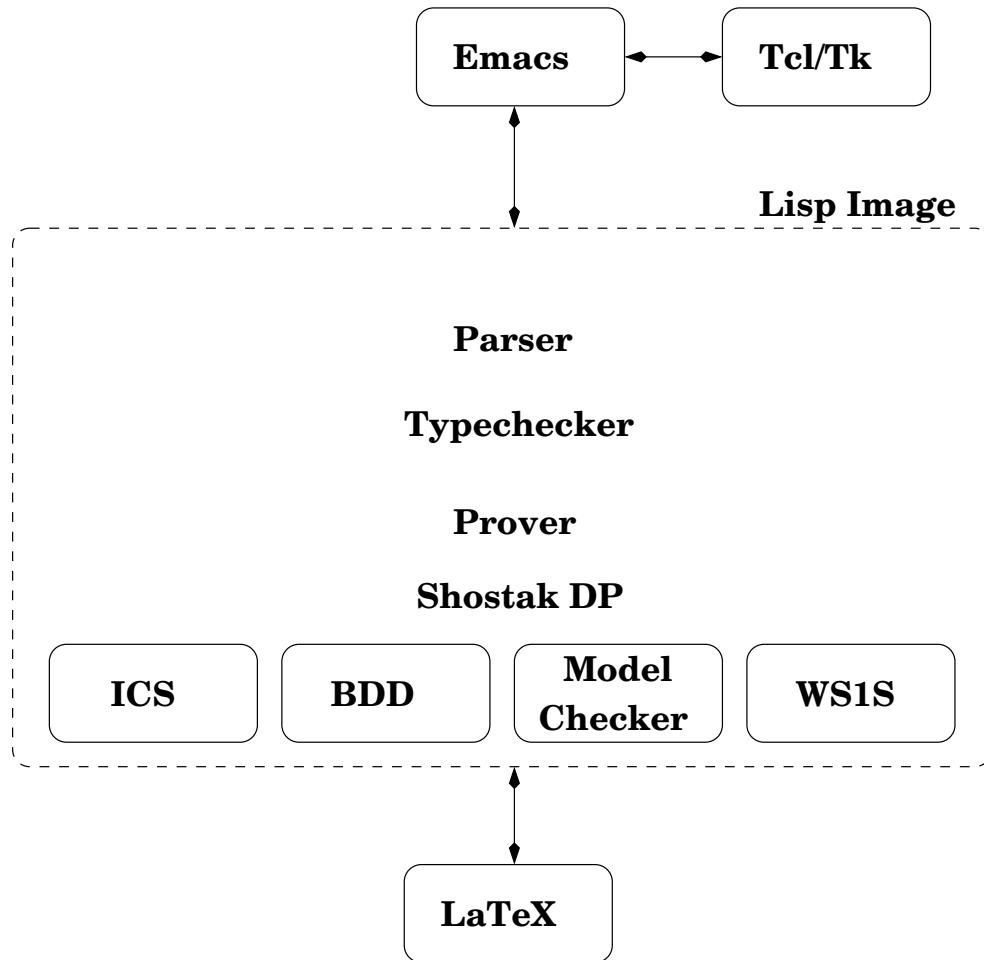 Emacs
Tcl/Tk
Lisp Image
Parser
Typechecker
Prover
Shostak DP
ICS
BDD
Model
Checker
WS1S
LaTeX